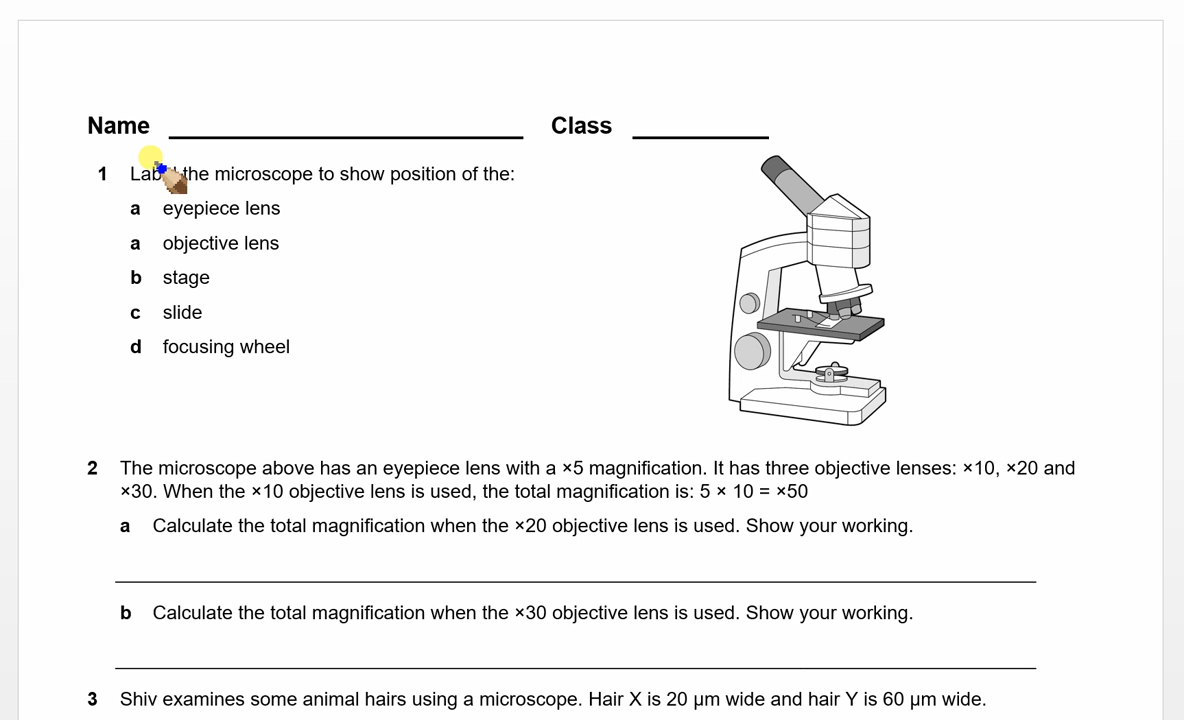 Name Class
1 Label the microscope to show position of the:
a eyepiece lens
a objective lens
b stage
c slide
d focusing wheel
2 The microscope above has an eyepiece lens with a ×5 magnification. It has three objective lenses: ×10, ×20 and
×30. When the ×10 objective lens is used, the total magnification is: 5 × 10 = ×50
a Calculate the total magnification when the ×20 objective lens is used. Show your working.
b Calculate the total magnification when the ×30 objective lens is used. Show your working.
3 Shiv examines some animal hairs using a microscope. Hair X is 20 μm wide and hair Y is 60 μm wide.